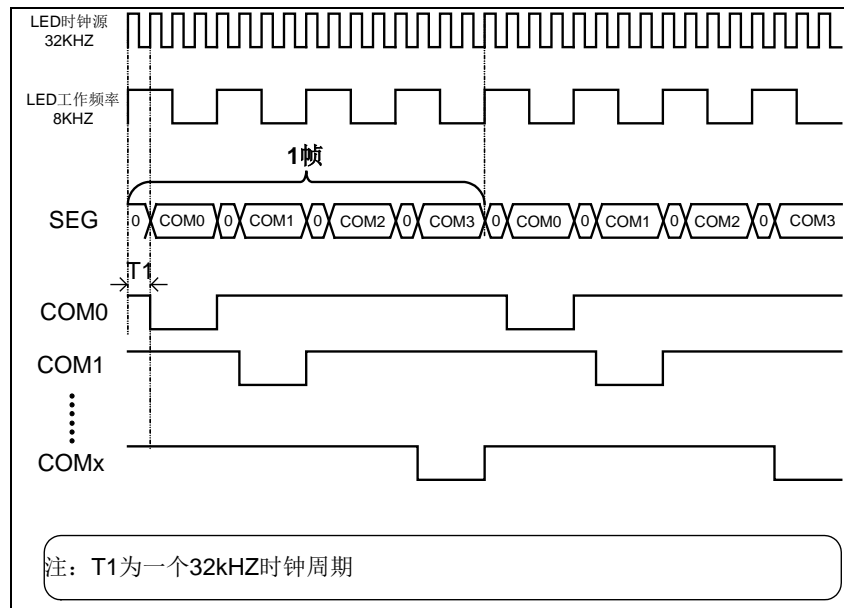 LED时钟源
32KHZ
LED工作频率
8KHZ
1帧
SEG
0 COM0 0 COM1 0 COM2 0 COM3 0 COM0 0 COM1 0 COM2 0 COM3
T1
COM0
COM1
COMx
注：T1为一个32kHZ时钟周期